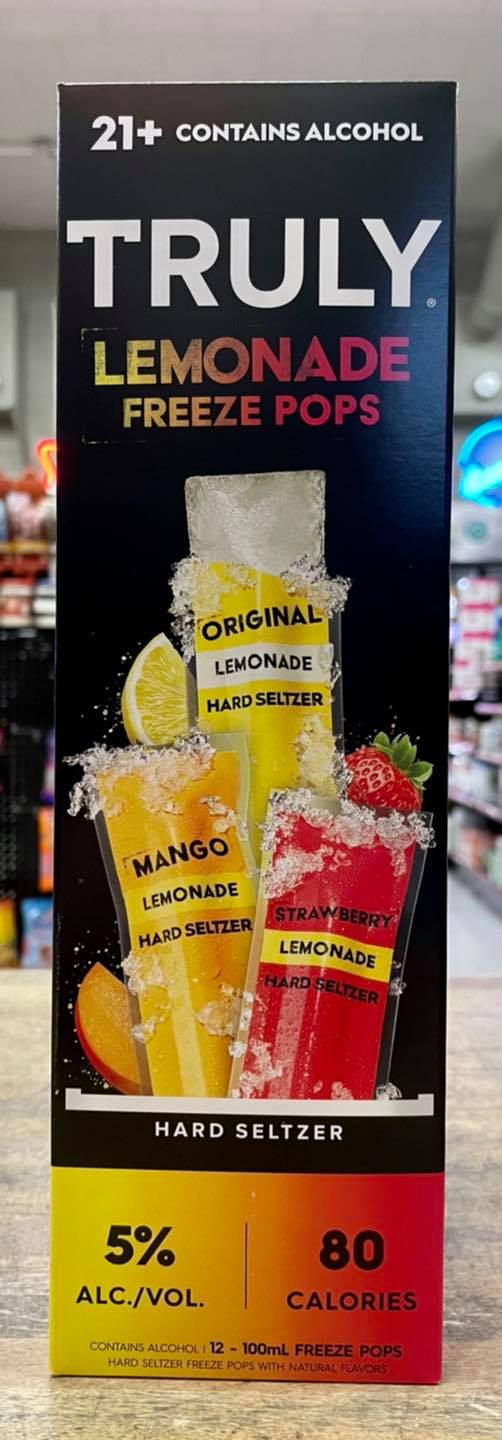 21+ CONTAINS ALCOHOL
TRULY®
LEMONADE
FREEZE POPS
ORIGINAL
LEMONADE
HARD SELTZER
MANGO
LEMONADE
HARD SELTZER
STRAWBERRY
LEMONADE
HARD SELTZER
HARD SELTZER
5%
ALC./VOL.
80
CALORIES
CONTAINS ALCOHOL | 12 - 100mL FREEZE POPS
HARD SELTZER FREEZE POPS WITH NATURAL FLAVORS